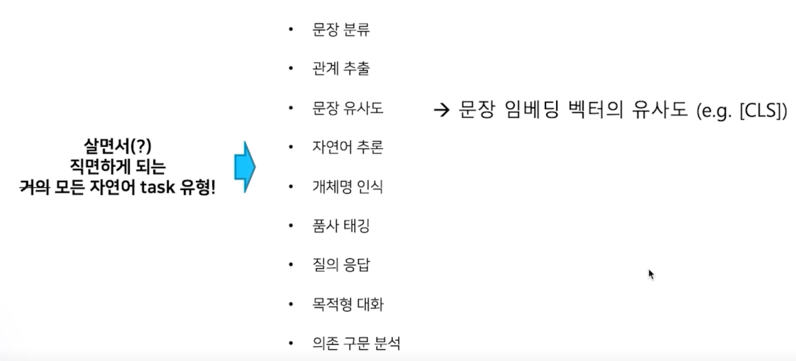 살면서(?)
직면하게 되는
거의 모든 자연어 task 유형!
• 문장 분류
• 관계 추출
• 문장 유사도 → 문장 임베딩 벡터의 유사도 (e.g. [CLS])
• 자연어 추론
• 개체명 인식
• 품사 태깅
• 질의 응답
• 목적형 대화
• 의존 구문 분석